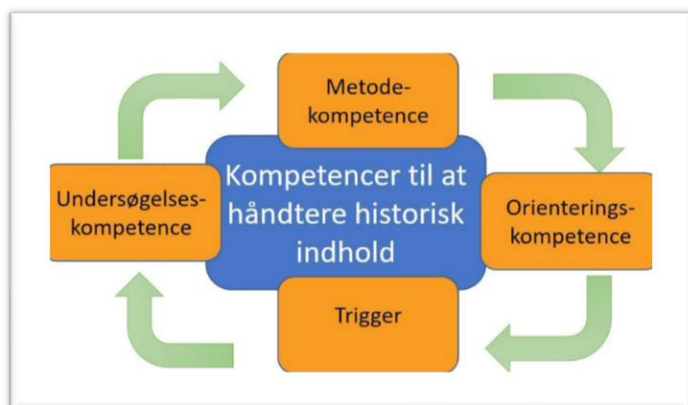 Metode-
kompetence
Kompetencer til at
håndtere historisk
indhold
Undersøgelses-
kompetence
Orienterings-
kompetence
Trigger